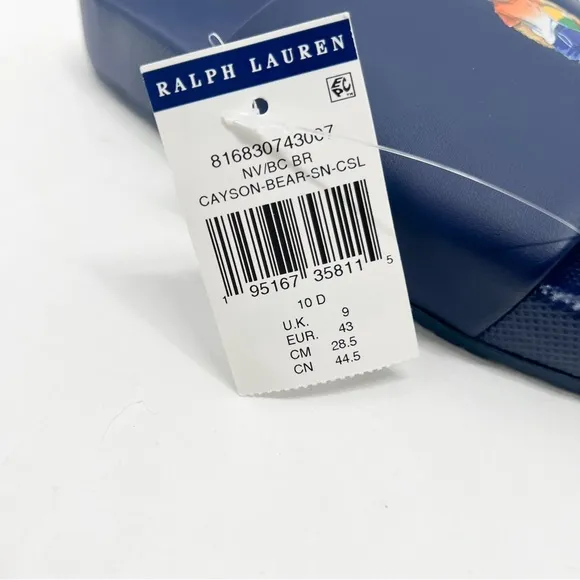 RALPH LAUREN
EPC™
816830743007
NV/BC BR
CAYSON-BEAR-SN-CSL
1 95167 35811 5
10 D
U.K. 9
EUR. 43
CM 28.5
CN 44.5